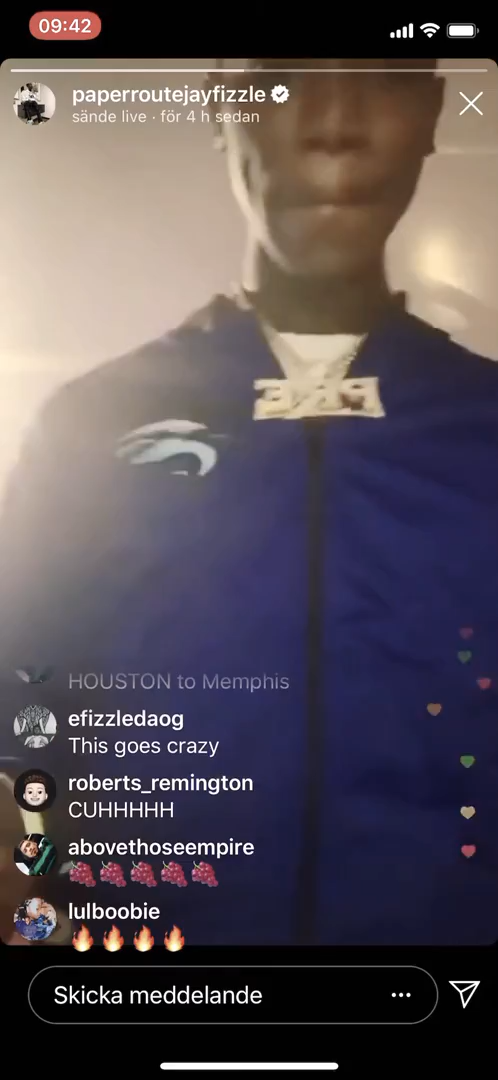 09:42
paperroutejayfizzle
sände live · för 4 h sedan
PRE
HOUSTON to Memphis
efizzledaog
This goes crazy
roberts_remington
CUHHHHH
abovethoseempire
🍇🍇🍇🍇🍇
lulboobie
🔥🔥🔥🔥
Skicka meddelande